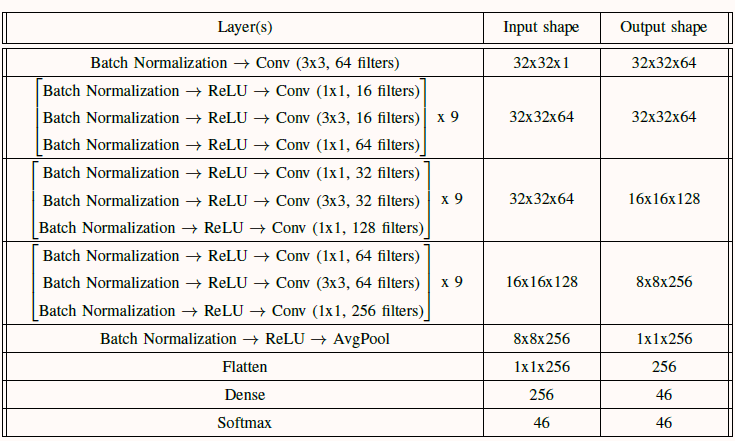 Layer(s) Input shape Output shape
Batch Normalization → Conv (3x3, 64 filters) 32x32x1 32x32x64
Batch Normalization → ReLU → Conv (1x1, 16 filters)
Batch Normalization → ReLU → Conv (3x3, 16 filters) x 9 32x32x64 32x32x64
Batch Normalization → ReLU → Conv (1x1, 64 filters)
Batch Normalization → ReLU → Conv (1x1, 32 filters)
Batch Normalization → ReLU → Conv (3x3, 32 filters) x 9 32x32x64 16x16x128
Batch Normalization → ReLU → Conv (1x1, 128 filters)
Batch Normalization → ReLU → Conv (1x1, 64 filters)
Batch Normalization → ReLU → Conv (3x3, 64 filters) x 9 16x16x128 8x8x256
Batch Normalization → ReLU → Conv (1x1, 256 filters)
Batch Normalization → ReLU → AvgPool 8x8x256 1x1x256
Flatten 1x1x256 256
Dense 256 46
Softmax 46 46